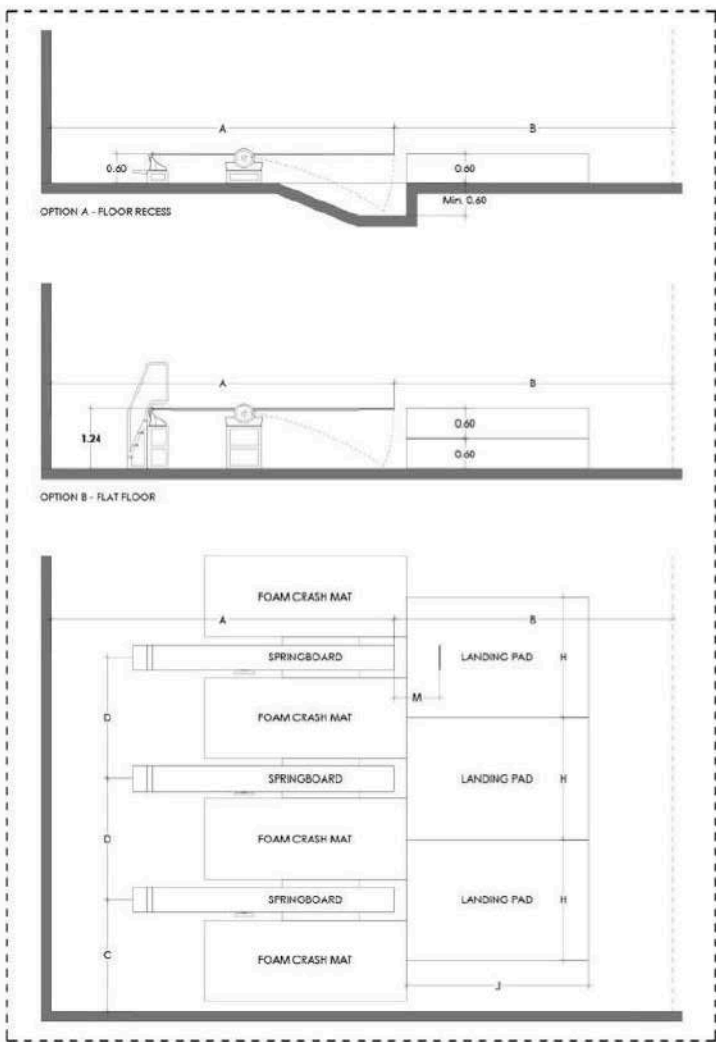 A
B
0.60
0.60
Min. 0.60
OPTION A - FLOOR RECESS
A
B
1.24
0.60
0.60
OPTION B - FLAT FLOOR
FOAM CRASH MAT
A
B
SPRINGBOARD
LANDING PAD
H
M
D
FOAM CRASH MAT
SPRINGBOARD
LANDING PAD
H
D
FOAM CRASH MAT
SPRINGBOARD
LANDING PAD
H
C
FOAM CRASH MAT
J